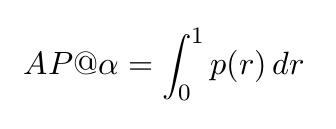 AP@α = ∫₀¹ p(r) dr